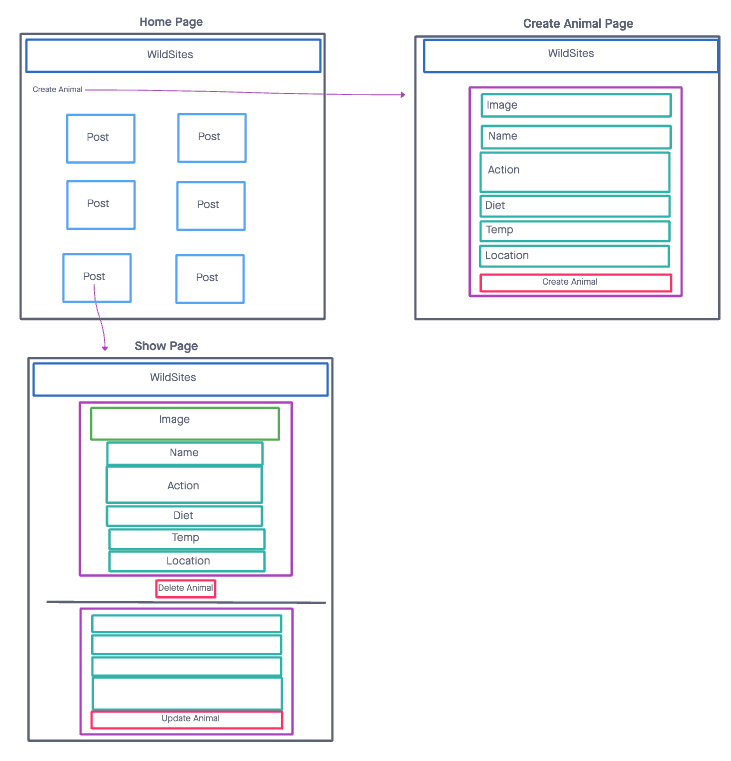 Home Page
WildSites
Create Animal
Post
Post
Post
Post
Post
Post
Create Animal Page
WildSites
Image
Name
Action
Diet
Temp
Location
Create Animal
Show Page
WildSites
Image
Name
Action
Diet
Temp
Location
Delete Animal
Update Animal